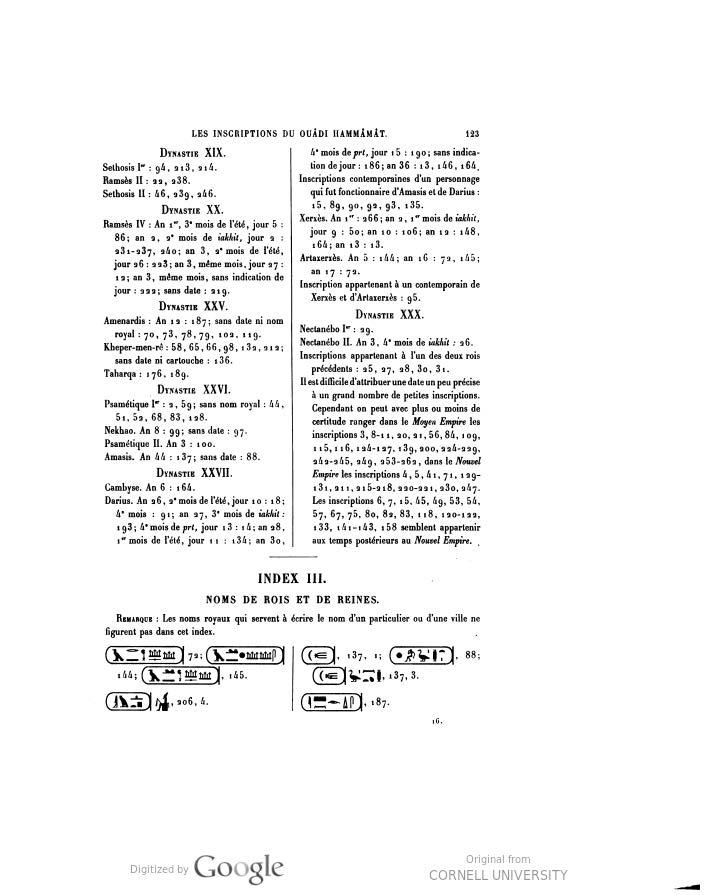 LES INSCRIPTIONS DU OUÂDI HAMMÂMÂT. 123
Dynastie XIX.
Sethosis Iᵉʳ : 94, 213, 214.
Ramsès II : 22, 238.
Sethosis II : 46, 239, 246.
Dynastie XX.
Ramsès IV : An 1ᵉʳ, 3ᵉ mois de l'été, jour 5 :
86; an 2, 2ᵉ mois de iakhit, jour 2 :
231-237, 240; an 3, 2ᵉ mois de l'été,
jour 26 : 223; an 3, même mois, jour 27 :
12; an 3, même mois, sans indication de
jour : 222; sans date : 219.
Dynastie XXV.
Amenardis : An 12 : 187; sans date ni nom
royal : 70, 73, 78, 79, 102, 119.
Kheper-men-rê : 58, 65, 66, 98, 132, 212;
sans date ni cartouche : 136.
Taharqa : 176, 189.
Dynastie XXVI.
Psamétique Iᵉʳ : 2, 59; sans nom royal : 44,
51, 52, 68, 83, 128.
Nekhao. An 8 : 99; sans date : 97.
Psamétique II. An 3 : 100.
Amasis. An 44 : 137; sans date : 88.
Dynastie XXVII.
Cambyse. An 6 : 164.
Darius. An 26, 2ᵉ mois de l'été, jour 10 : 18;
4ᵉ mois : 91; an 27, 3ᵉ mois de iakhit :
193; 4ᵉ mois de prt, jour 13 : 14; an 28,
1ᵉʳ mois de l'été, jour 11 : 134; an 30,
4ᵉ mois de prt, jour 15 : 190; sans indica-
tion de jour : 186; an 36 : 13, 146, 164.
Inscriptions contemporaines d'un personnage
qui fut fonctionnaire d'Amasis et de Darius :
15, 89, 90, 92, 93, 135.
Xerxès. An 1ᵉʳ : 266; an 2, 1ᵉʳ mois de iakhit,
jour 9 : 50; an 10 : 106; an 12 : 148,
164; an 13 : 13.
Artaxerxès. An 5 : 144; an 16 : 72, 145;
an 17 : 72.
Inscription appartenant à un contemporain de
Xerxès et d'Artaxerxès : 95.
Dynastie XXX.
Nectanébo Iᵉʳ : 29.
Nectanébo II. An 3, 4ᵉ mois de iakhit : 26.
Inscriptions appartenant à l'un des deux rois
précédents : 25, 27, 28, 30, 31.
Il est difficile d'attribuer une date un peu précise
à un grand nombre de petites inscriptions.
Cependant on peut avec plus ou moins de
certitude ranger dans le Moyen Empire les
inscriptions 3, 8-11, 20, 21, 56, 84, 109,
115, 116, 124-127, 139, 200, 224-229,
242-245, 249, 253-262, dans le Nouvel
Empire les inscriptions 4, 5, 41, 71, 129-
131, 211, 215-218, 220-221, 230, 247.
Les inscriptions 6, 7, 15, 45, 49, 53, 54,
57, 67, 75, 80, 82, 83, 118, 120-122,
133, 141-143, 158 semblent appartenir
aux temps postérieurs au Nouvel Empire.
INDEX III.
NOMS DE ROIS ET DE REINES.
Remarque : Les noms royaux qui servent à écrire le nom d'un particulier ou d'une ville ne
figurent pas dans cet index.
72;
144; , 145.
, 206, 4.
, 137, 1; , 88;
, 137, 3.
, 187.
16.
Digitized by Google
Original from
CORNELL UNIVERSITY